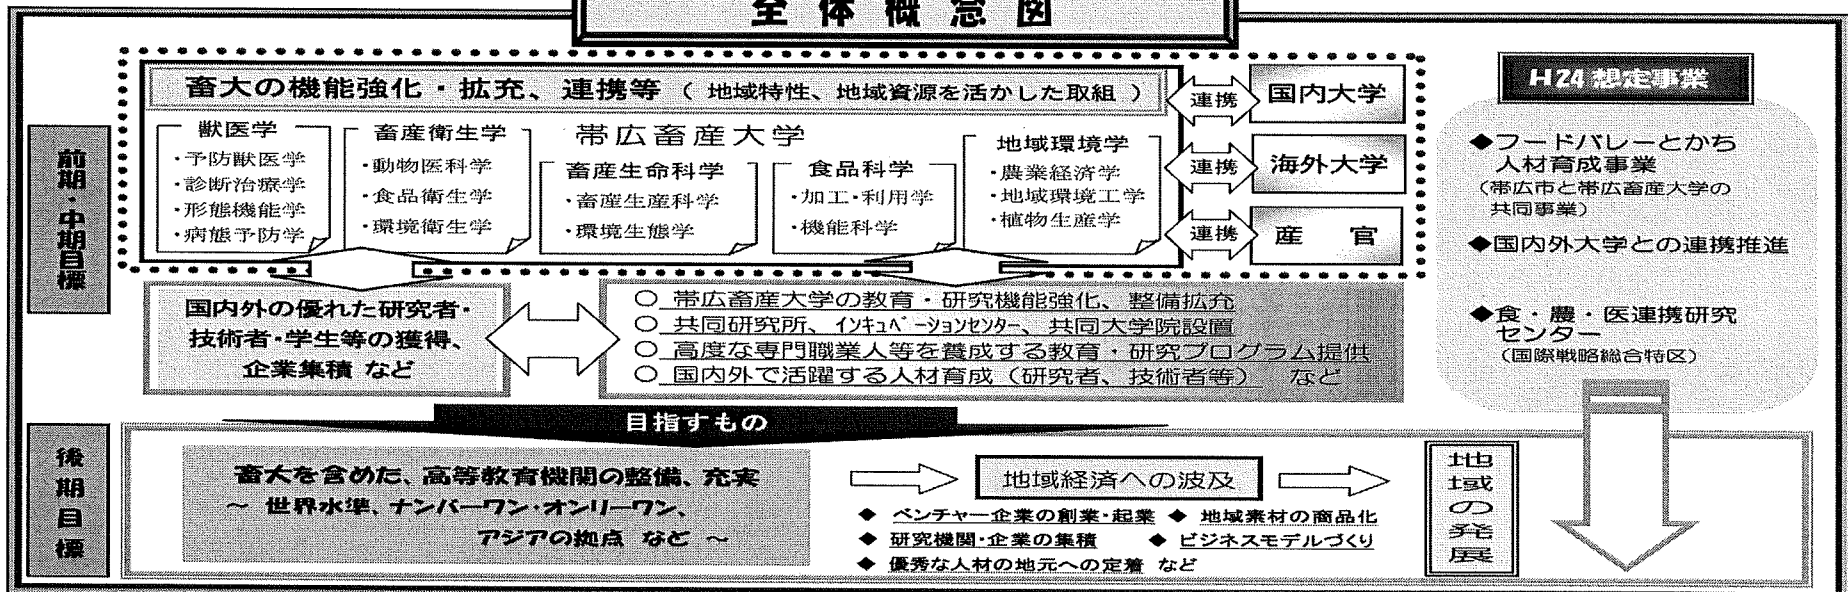 全体概念図
前期・中期目標
畜大の機能強化・拡充、連携等（地域特性、地域資源を活かした取組）
帯広畜産大学
獣医学
・予防獣医学
・診断治療学
・形態機能学
・病態予防学
畜産衛生学
・動物医科学
・食品衛生学
・環境衛生学
畜産生命科学
・畜産生産科学
・環境生態学
食品科学
・加工・利用学
・機能科学
地域環境学
・農業経済学
・地域環境工学
・植物生産学
連携
国内大学
連携
海外大学
連携
産官
国内外の優れた研究者・
技術者・学生等の獲得、
企業集積 など
○ 帯広畜産大学の教育・研究機能強化、整備拡充
○ 共同研究所、ｲﾝｷｭﾍﾞｰｼｮﾝｾﾝﾀｰ、共同大学院設置
○ 高度な専門職業人等を養成する教育・研究プログラム提供
○ 国内外で活躍する人材育成（研究者、技術者等） など
H24想定事業
◆フードバレーとかち
人材育成事業
（帯広市と帯広畜産大学の
共同事業）
◆国内外大学との連携推進
◆食・農・医連携研究
センター
（国際戦略総合特区）
目指すもの
後期目標
畜大を含めた、高等教育機関の整備、充実
～ 世界水準、ナンバーワン・オンリーワン、
アジアの拠点 など ～
地域経済への波及
◆ ベンチャー企業の創業・起業 ◆ 地域素材の商品化
◆ 研究機関・企業の集積 ◆ ビジネスモデルづくり
◆ 優秀な人材の地元への定着 など
地域の発展